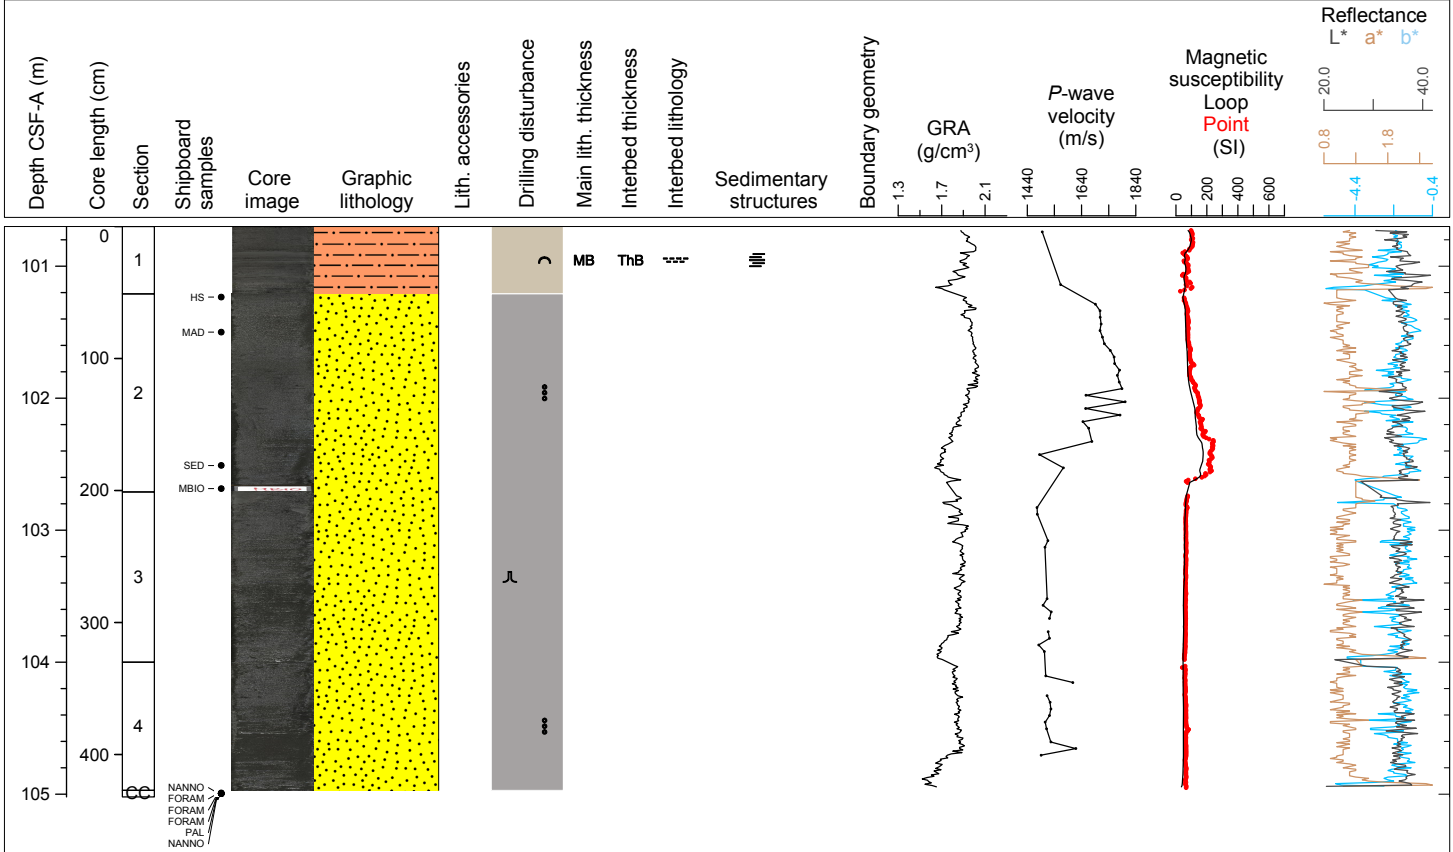 Depth CSF-A (m)
Core length (cm)
Section
Shipboard
samples
Core
image
Graphic
lithology
Lith. accessories
Drilling disturbance
Main lith. thickness
Interbed thickness
Interbed lithology
Sedimentary
structures
Boundary geometry
GRA
(g/cm³)
1.3 1.7 2.1
P-wave
velocity
(m/s)
1440 1640 1840
Magnetic
susceptibility
Loop
Point
(SI)
0 200 400 600
Reflectance
L* a* b*
20.0 40.0
0.8 1.8
-4.4 -0.4
0
101
1
MB ThB
HS
MAD
100
102
2
SED
MBIO
200
103
3
300
104
4
400
CC
105
NANNO
FORAM
FORAM
FORAM
PAL
NANNO